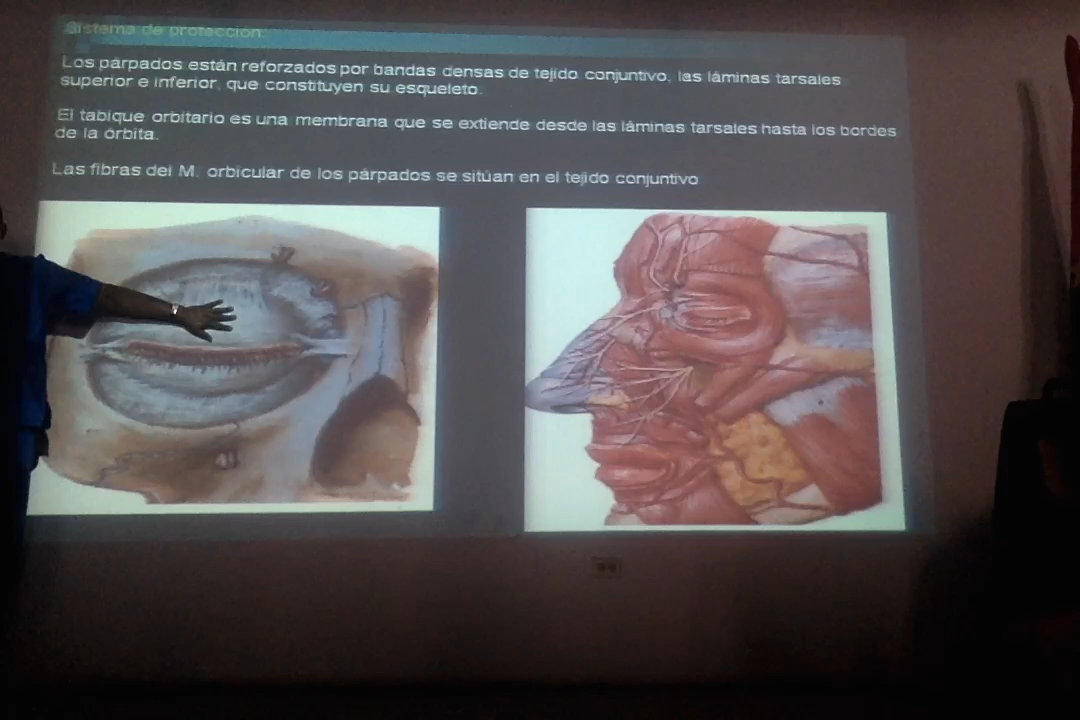 Sistema de protección:
Los párpados están reforzados por bandas densas de tejido conjuntivo, las láminas tarsales
superior e inferior, que constituyen su esqueleto.
El tabique orbitario es una membrana que se extiende desde las láminas tarsales hasta los bordes
de la órbita.
Las fibras del M. orbicular de los párpados se sitúan en el tejido conjuntivo